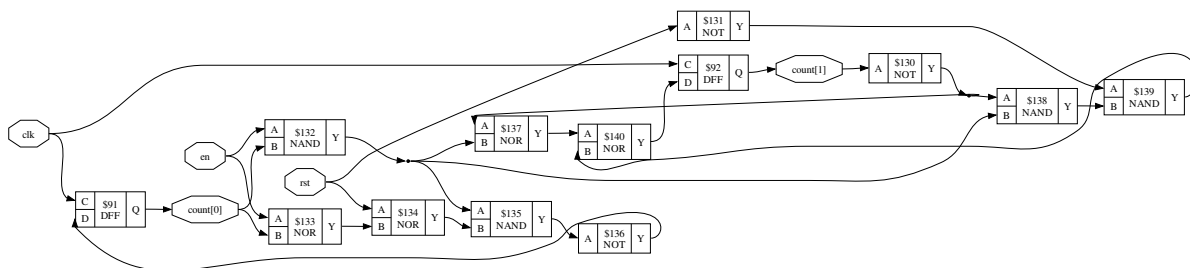 A $131 NOT Y
C D $92 DFF Q
count[1]
A $130 NOT Y
A B $138 NAND Y
A B $139 NAND Y
clk
en
A B $132 NAND Y
A B $137 NOR Y
A B $140 NOR Y
rst
C D $91 DFF Q
count[0]
A B $133 NOR Y
A B $134 NOR Y
A B $135 NAND Y
A $136 NOT Y